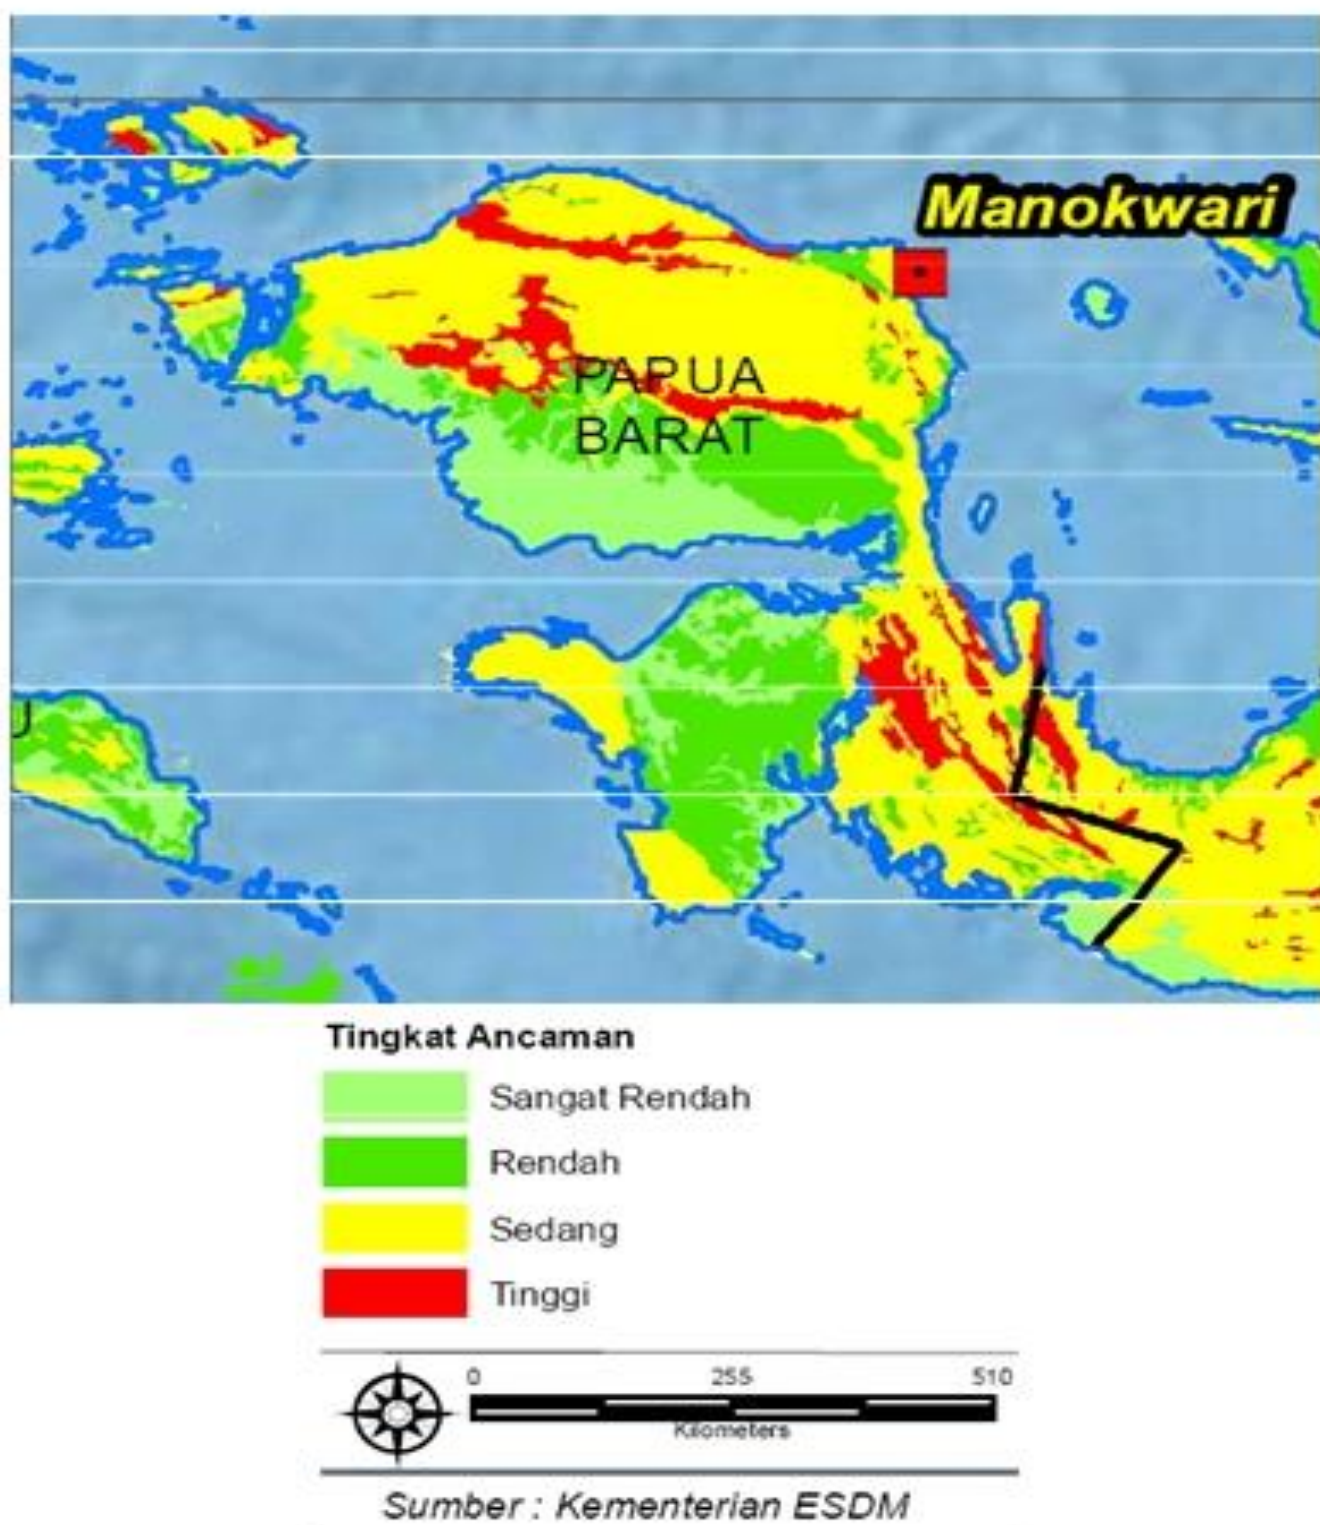 Manokwari
PAPUA
BARAT
U
Tingkat Ancaman
Sangat Rendah
Rendah
Sedang
Tinggi
0 255 510
Kilometers
Sumber : Kementerian ESDM